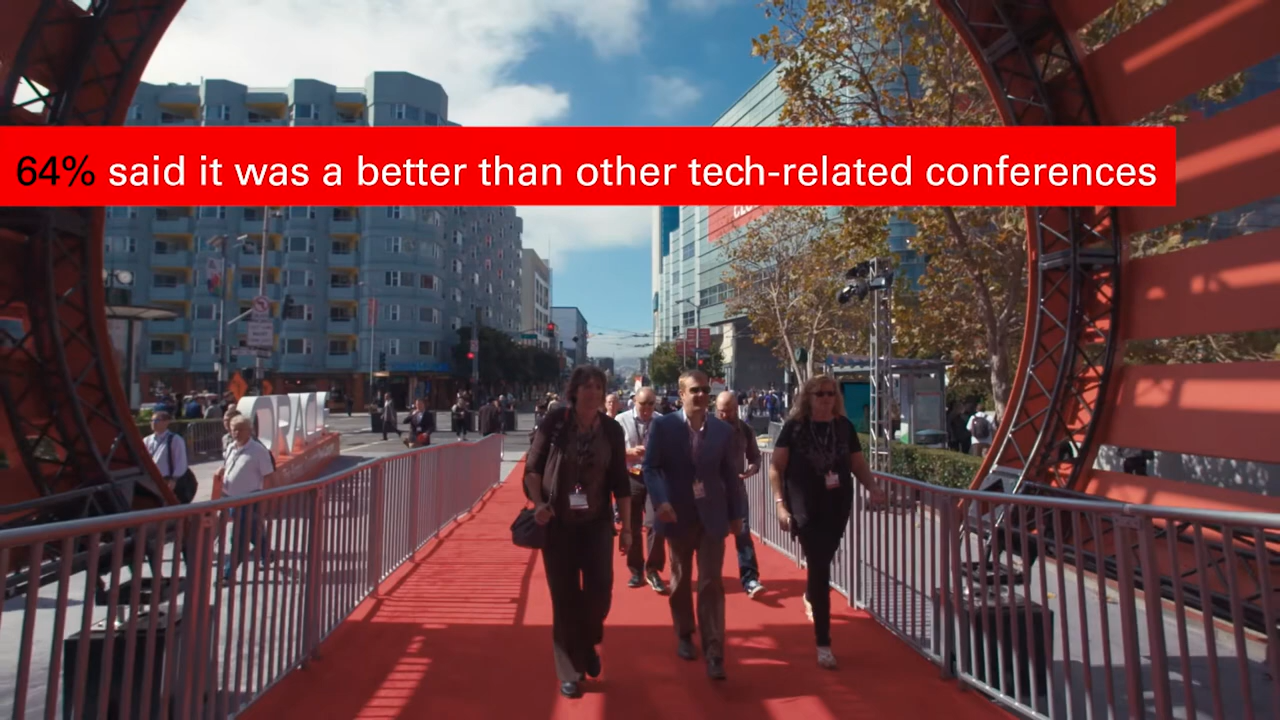 64% said it was a better than other tech-related conferences